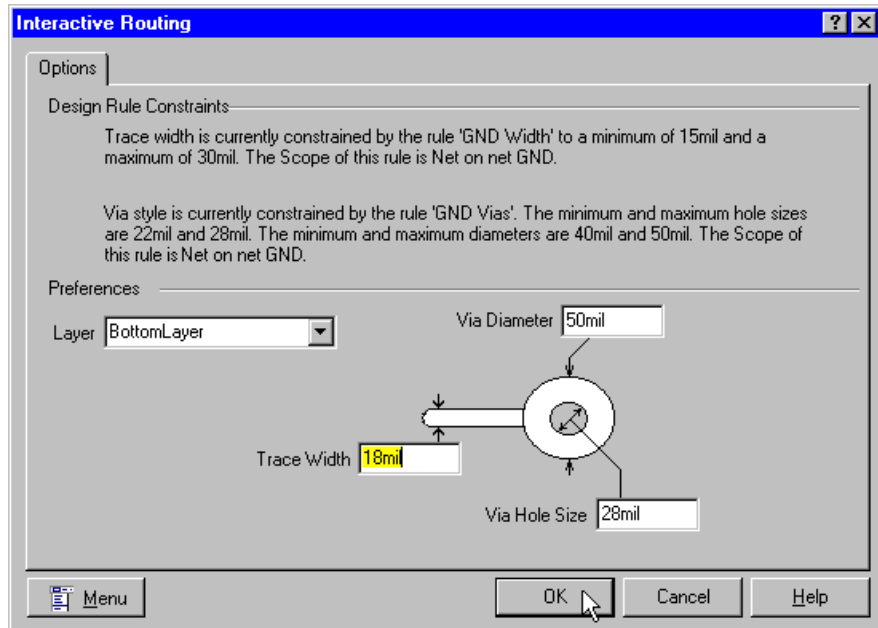 Interactive Routing
Options
Design Rule Constraints
Trace width is currently constrained by the rule 'GND Width' to a minimum of 15mil and a
maximum of 30mil. The Scope of this rule is Net on net GND.
Via style is currently constrained by the rule 'GND Vias'. The minimum and maximum hole sizes
are 22mil and 28mil. The minimum and maximum diameters are 40mil and 50mil. The Scope of
this rule is Net on net GND.
Preferences
Layer BottomLayer
Via Diameter 50mil
Trace Width 18mil
Via Hole Size 28mil
Menu OK Cancel Help